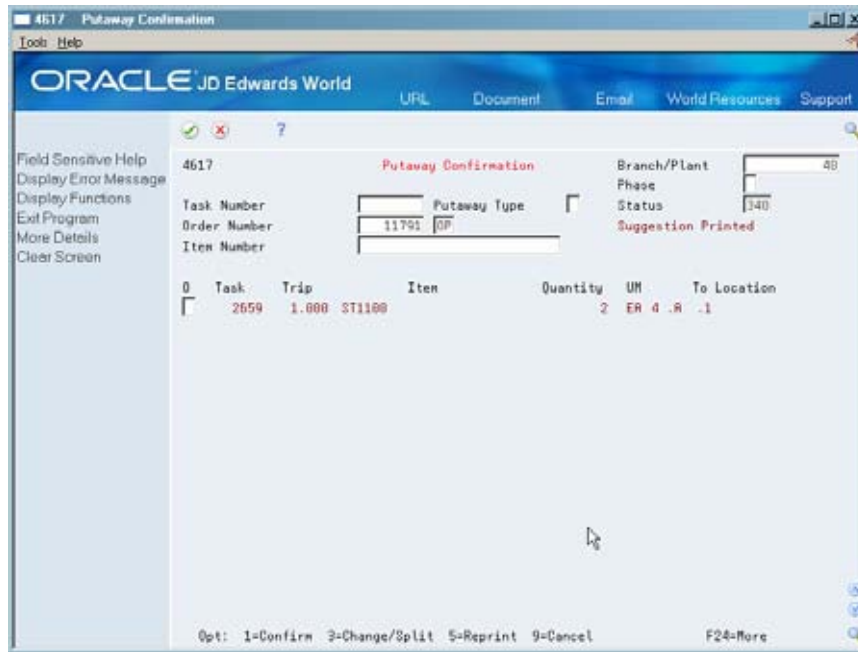 4617 Putaway Confirmation
Tools Help
ORACLE JD Edwards World
URL Document Email World Resources Support
?
Field Sensitive Help
Display Error Message
Display Functions
Exit Program
More Details
Clear Screen
4617 Putaway Confirmation Branch/Plant 40
Phase
Task Number Putaway Type Status 340
Order Number 11791 OP Suggestion Printed
Item Number
O Task Trip Item Quantity UM To Location
2659 1.000 ST1100 2 EA 4 .A .1
Opt: 1=Confirm 3=Change/Split 5=Reprint 9=Cancel F24=More